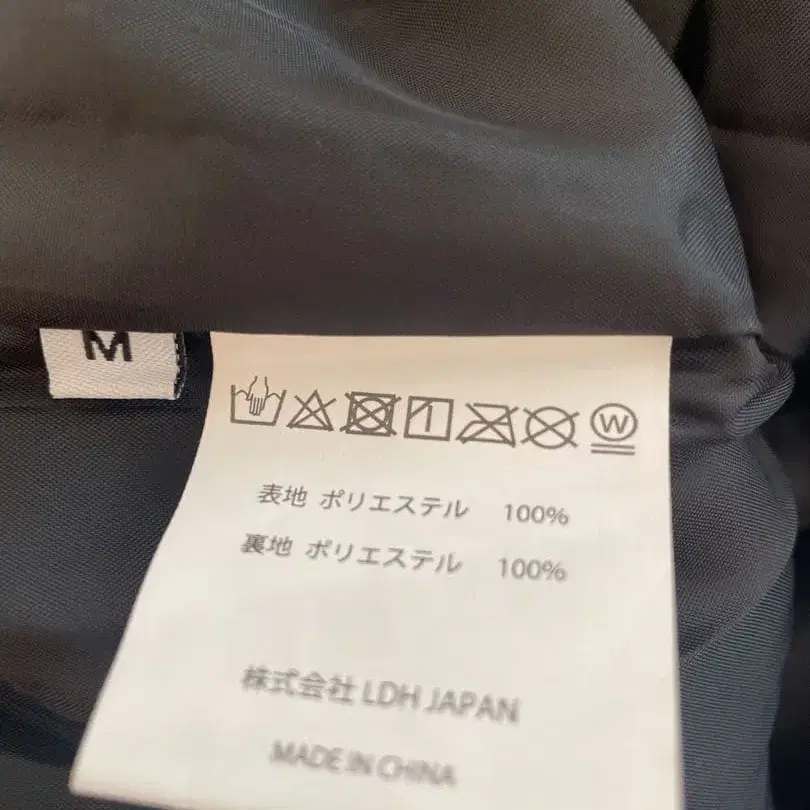 M
W
表地 ポリエステル 100%
裏地 ポリエステル 100%
株式会社 LDH JAPAN
MADE IN CHINA